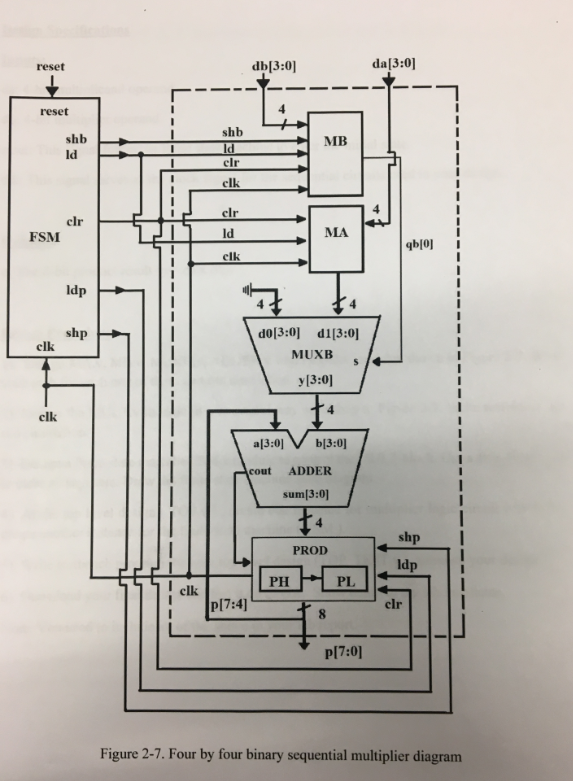 reset
db[3:0]
da[3:0]
reset
4
shb
shb
ld
ld
MB
clr
clk
clr
clr
4
FSM
ld
MA
qb[0]
clk
ldp
4
4
d0[3:0]
d1[3:0]
shp
MUXB
s
clk
y[3:0]
4
clk
a[3:0]
b[3:0]
cout
ADDER
sum[3:0]
4
shp
PROD
ldp
PH
PL
clk
clr
p[7:4]
8
p[7:0]
Figure 2-7. Four by four binary sequential multiplier diagram